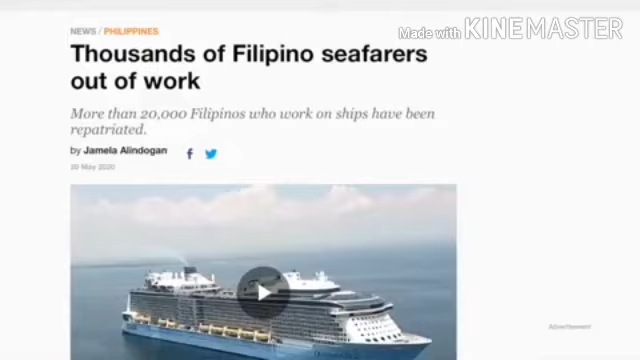 Made with KINEMASTER
NEWS / PHILIPPINES
Thousands of Filipino seafarers
out of work
More than 20,000 Filipinos who work on ships have been
repatriated.
by Jamela Alindogan
20 May 2020
Advertisement